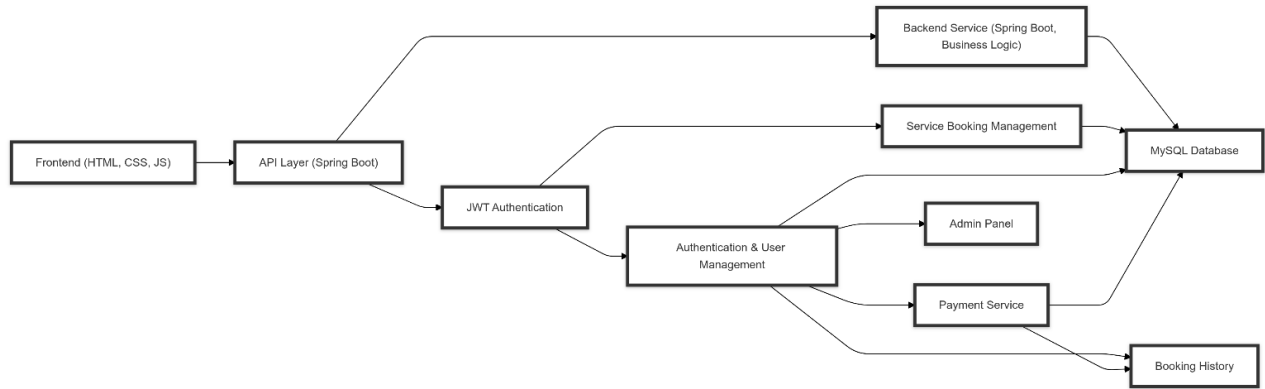 Backend Service (Spring Boot,
Business Logic)
Service Booking Management
MySQL Database
Frontend (HTML, CSS, JS)
API Layer (Spring Boot)
JWT Authentication
Admin Panel
Authentication & User
Management
Payment Service
Booking History